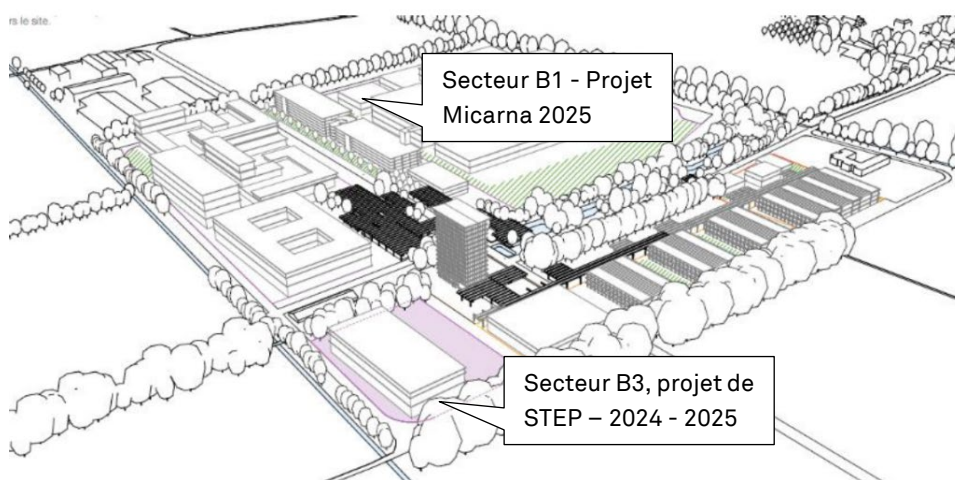 rs le site.
Secteur B1 - Projet
Micarna 2025
Secteur B3, projet de
STEP – 2024 - 2025